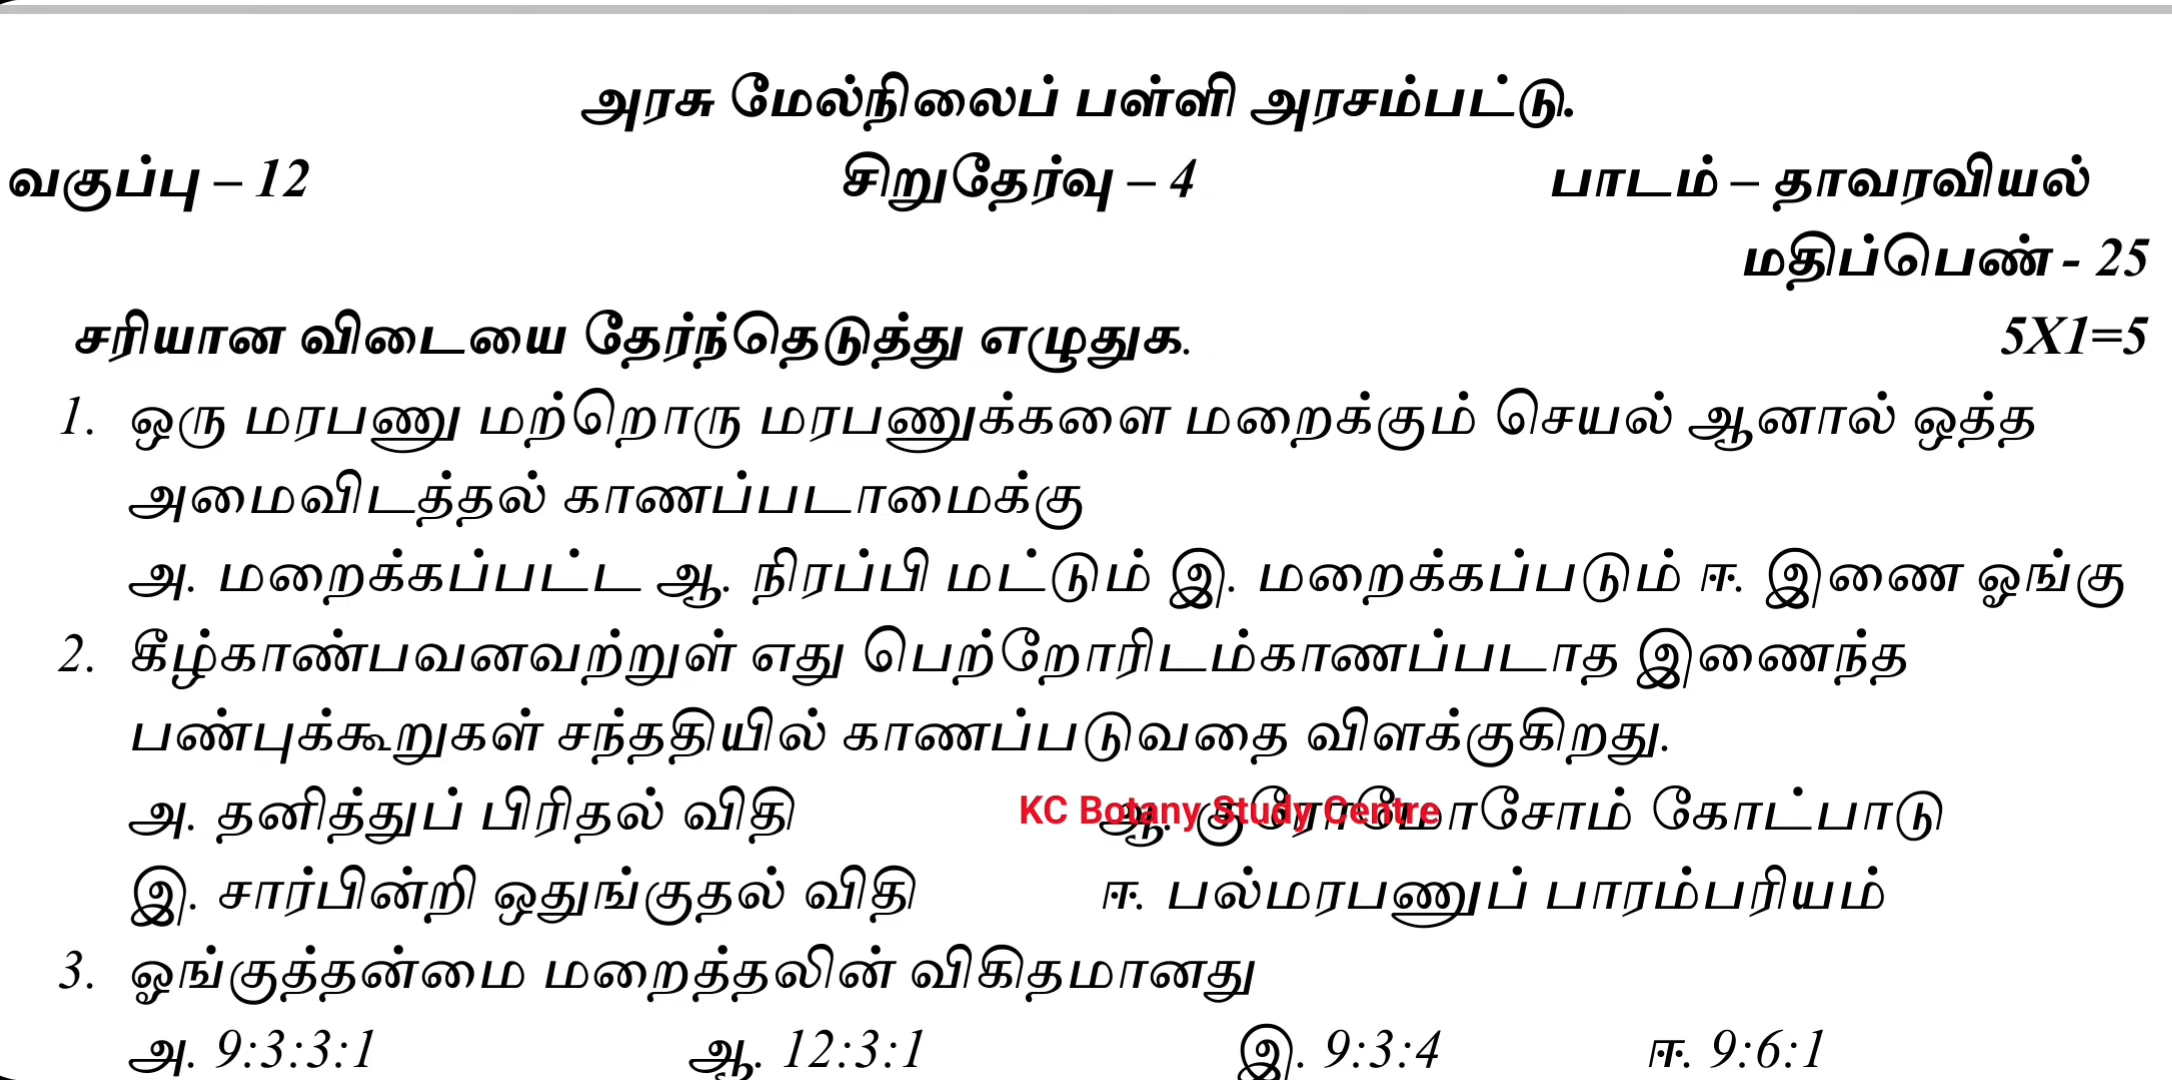 அரசு மேல்நிலைப் பள்ளி அரசம்பட்டு.
வகுப்பு – 12 சிறுதேர்வு – 4 பாடம் – தாவரவியல்
மதிப்பெண் - 25
சரியான விடையை தேர்ந்தெடுத்து எழுதுக. 5X1=5
1. ஒரு மரபணு மற்றொரு மரபணுக்களை மறைக்கும் செயல் ஆனால் ஒத்த
அமைவிடத்தல் காணப்படாமைக்கு
அ. மறைக்கப்பட்ட ஆ. நிரப்பி மட்டும் இ. மறைக்கப்படும் ஈ. இணை ஓங்கு
2. கீழ்காண்பவனவற்றுள் எது பெற்றோரிடம்காணப்படாத இணைந்த
பண்புக்கூறுகள் சந்ததியில் காணப்படுவதை விளக்குகிறது.
அ. தனித்துப் பிரிதல் விதி ஆ. குரோமோசோம் கோட்பாடு
KC Botany Study Centre
இ. சார்பின்றி ஒதுங்குதல் விதி ஈ. பல்மரபணுப் பாரம்பரியம்
3. ஓங்குத்தன்மை மறைத்தலின் விகிதமானது
அ. 9:3:3:1 ஆ. 12:3:1 இ. 9:3:4 ஈ. 9:6:1